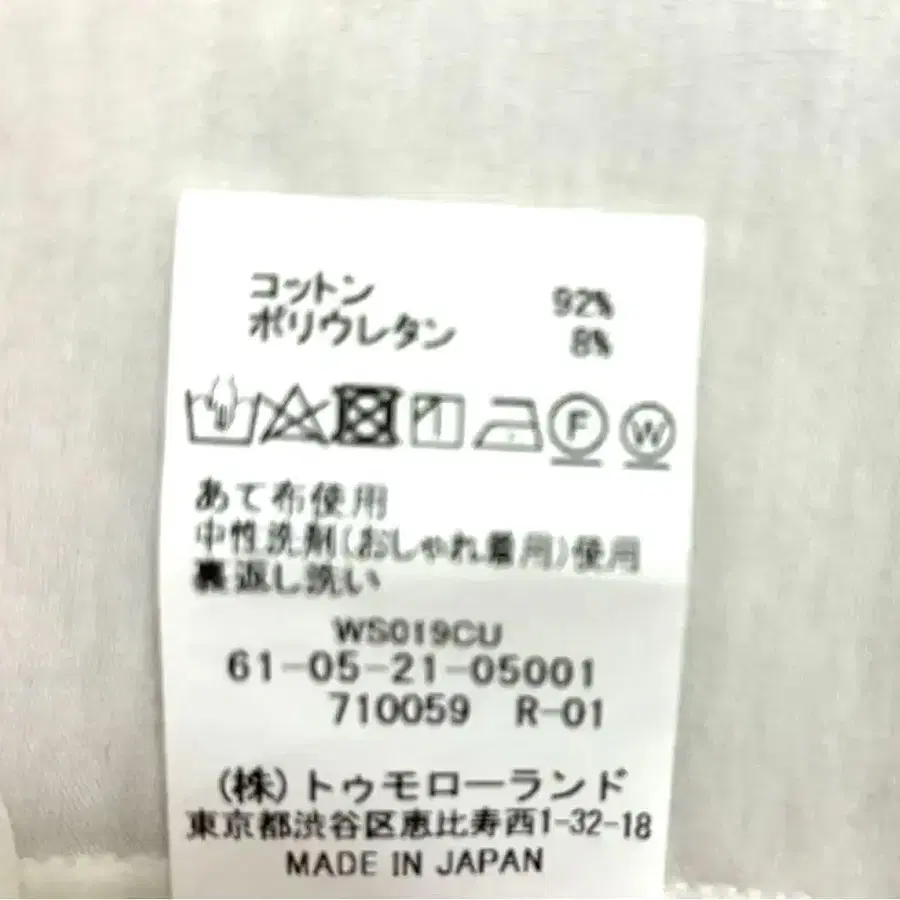 コットン 92%
ポリウレタン 8%
F W
あて布使用
中性洗剤(おしゃれ着用)使用
裏返し洗い
WS019CU
61-05-21-05001
710059 R-01
(株)トゥモローランド
東京都渋谷区恵比寿西1-32-18
MADE IN JAPAN